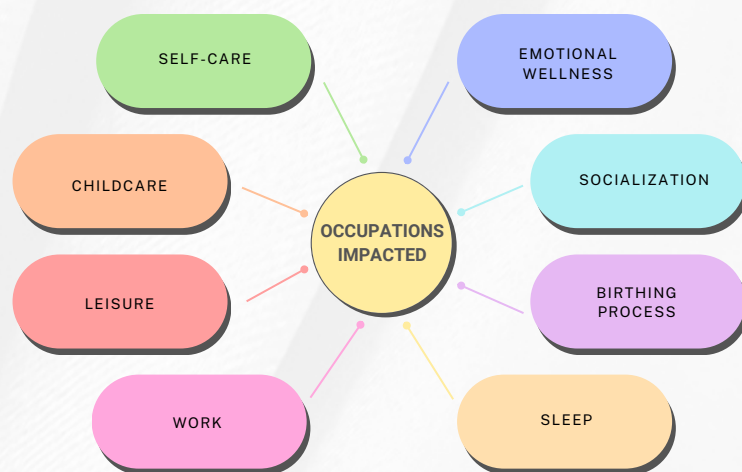 SELF-CARE
EMOTIONAL
WELLNESS
CHILDCARE
SOCIALIZATION
OCCUPATIONS
IMPACTED
LEISURE
BIRTHING
PROCESS
WORK
SLEEP